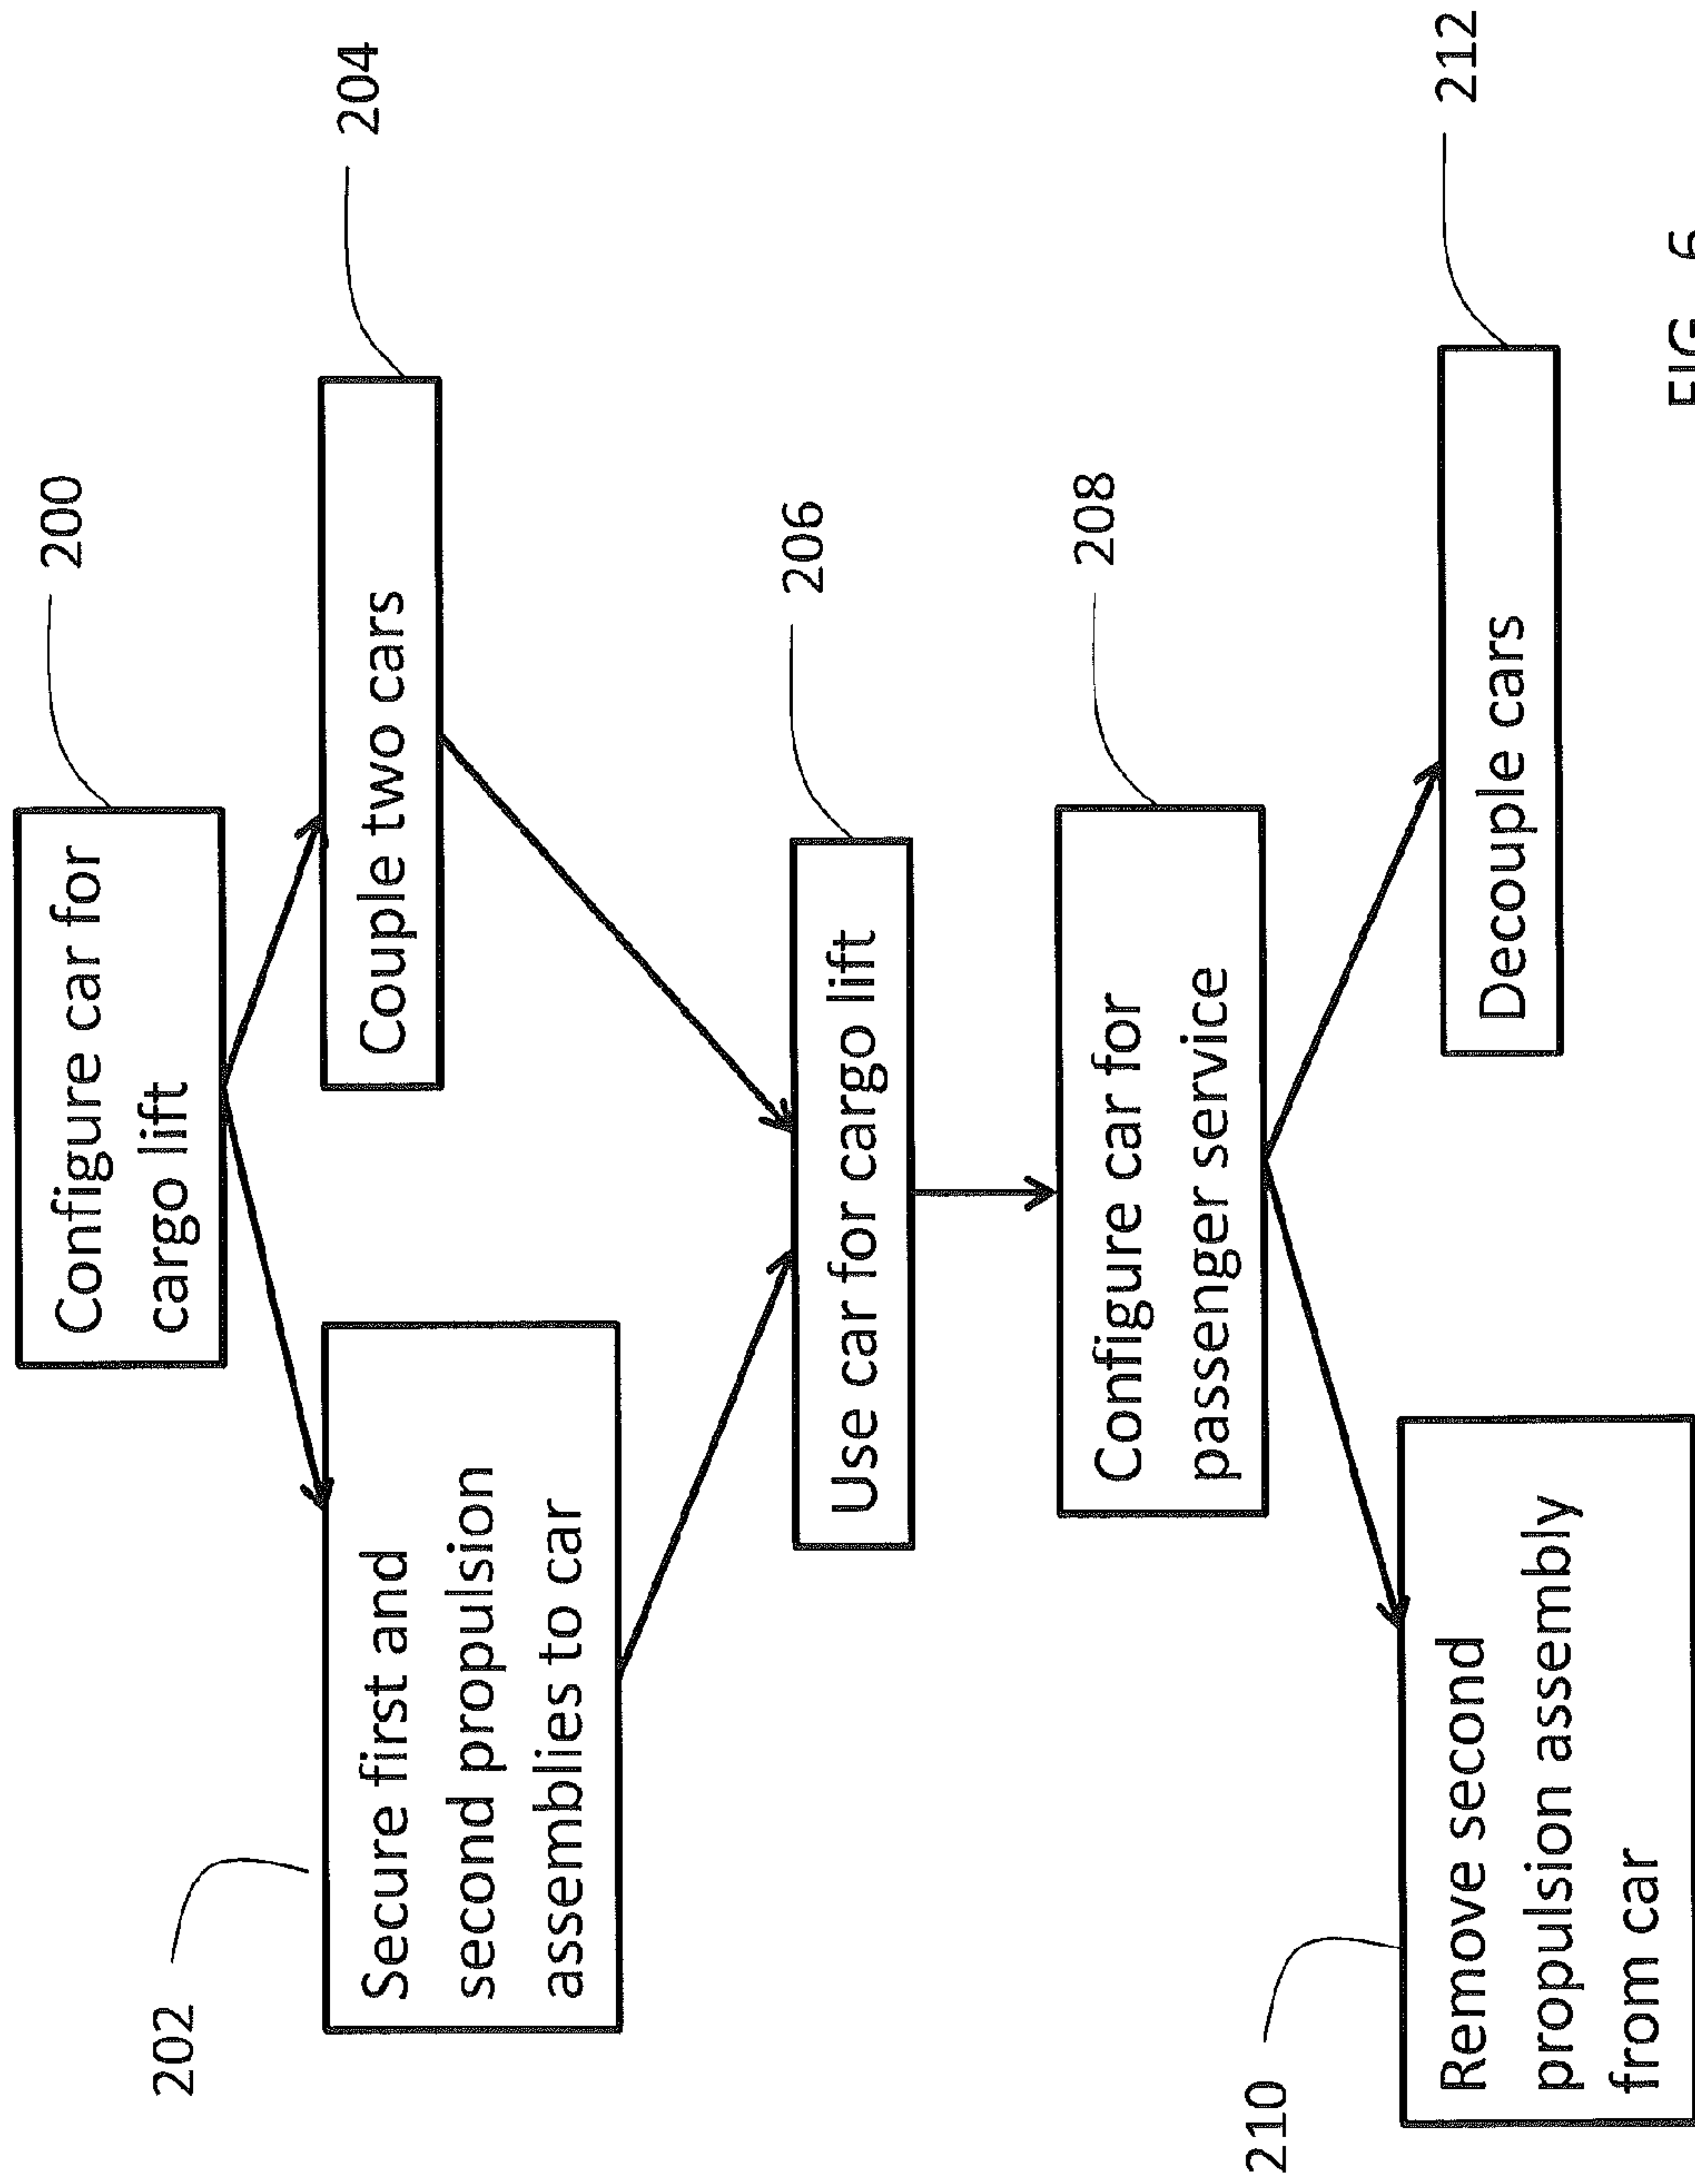 200
Configure car for
cargo lift
202
Secure first and
second propulsion
assemblies to car
204
Couple two cars
206
Use car for cargo lift
208
Configure car for
passenger service
210
Remove second
propulsion assembly
from car
212
Decouple cars
FIG. 6